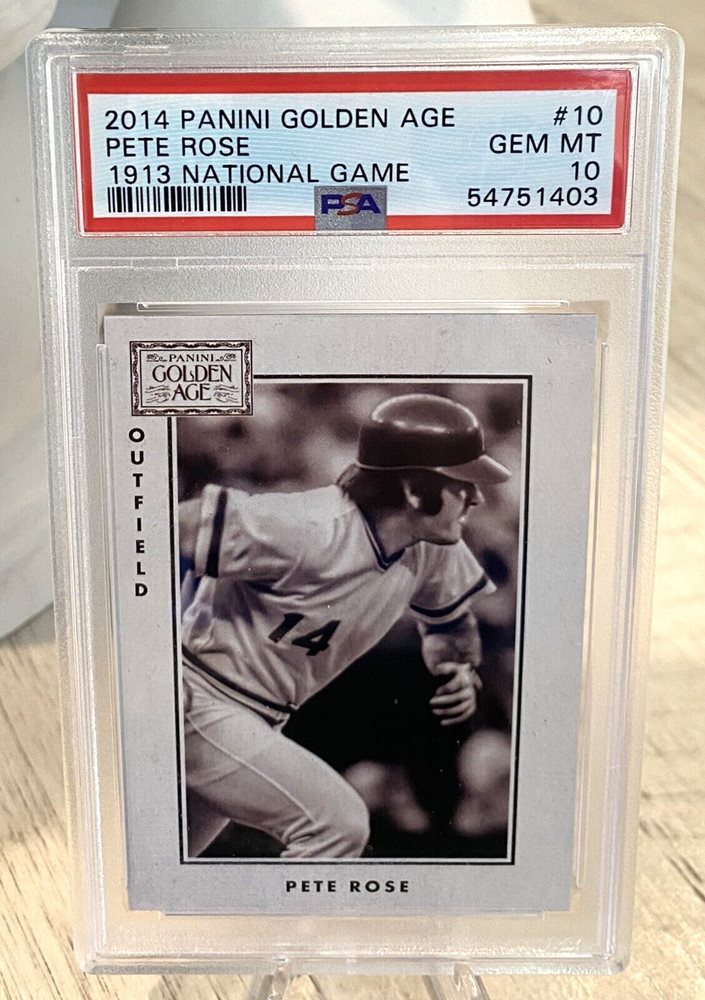 2014 PANINI GOLDEN AGE #10
PETE ROSE GEM MT
1913 NATIONAL GAME 10
PSA 54751403
PANINI
GOLDEN
AGE
OUTFIELD
14
PETE ROSE